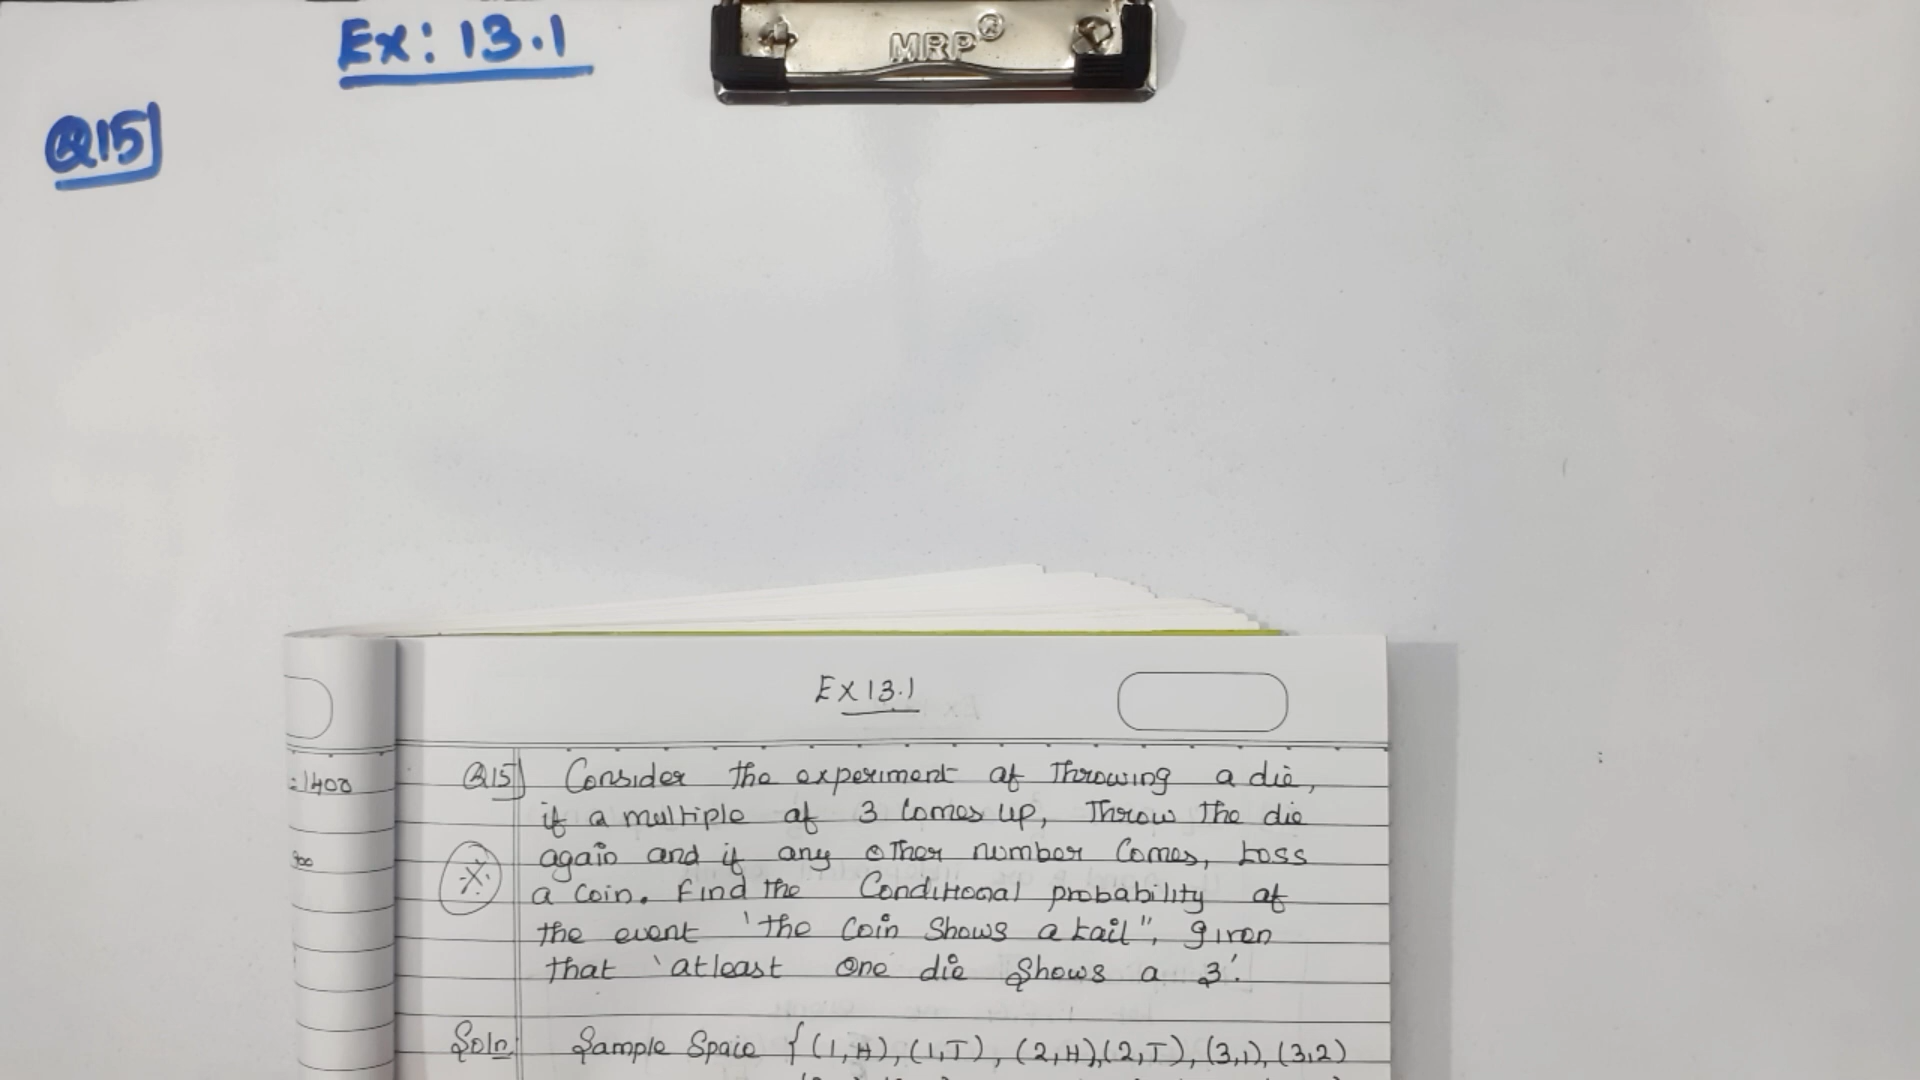 Ex: 13.1
MRP®
Q15]
Ex 13.1
=1400
Q15] Consider the experiment of Throwing a die,
if a multiple of 3 Comes up, Throw the die
900
again and if any other number Comes, toss
a coin. Find the Conditional probability of
the event 'the Coin Shows a tail", given
that 'atleast One die Shows a 3'.
Soln Sample Space {(1,H),(1,T),(2,H),(2,T),(3,1),(3,2)